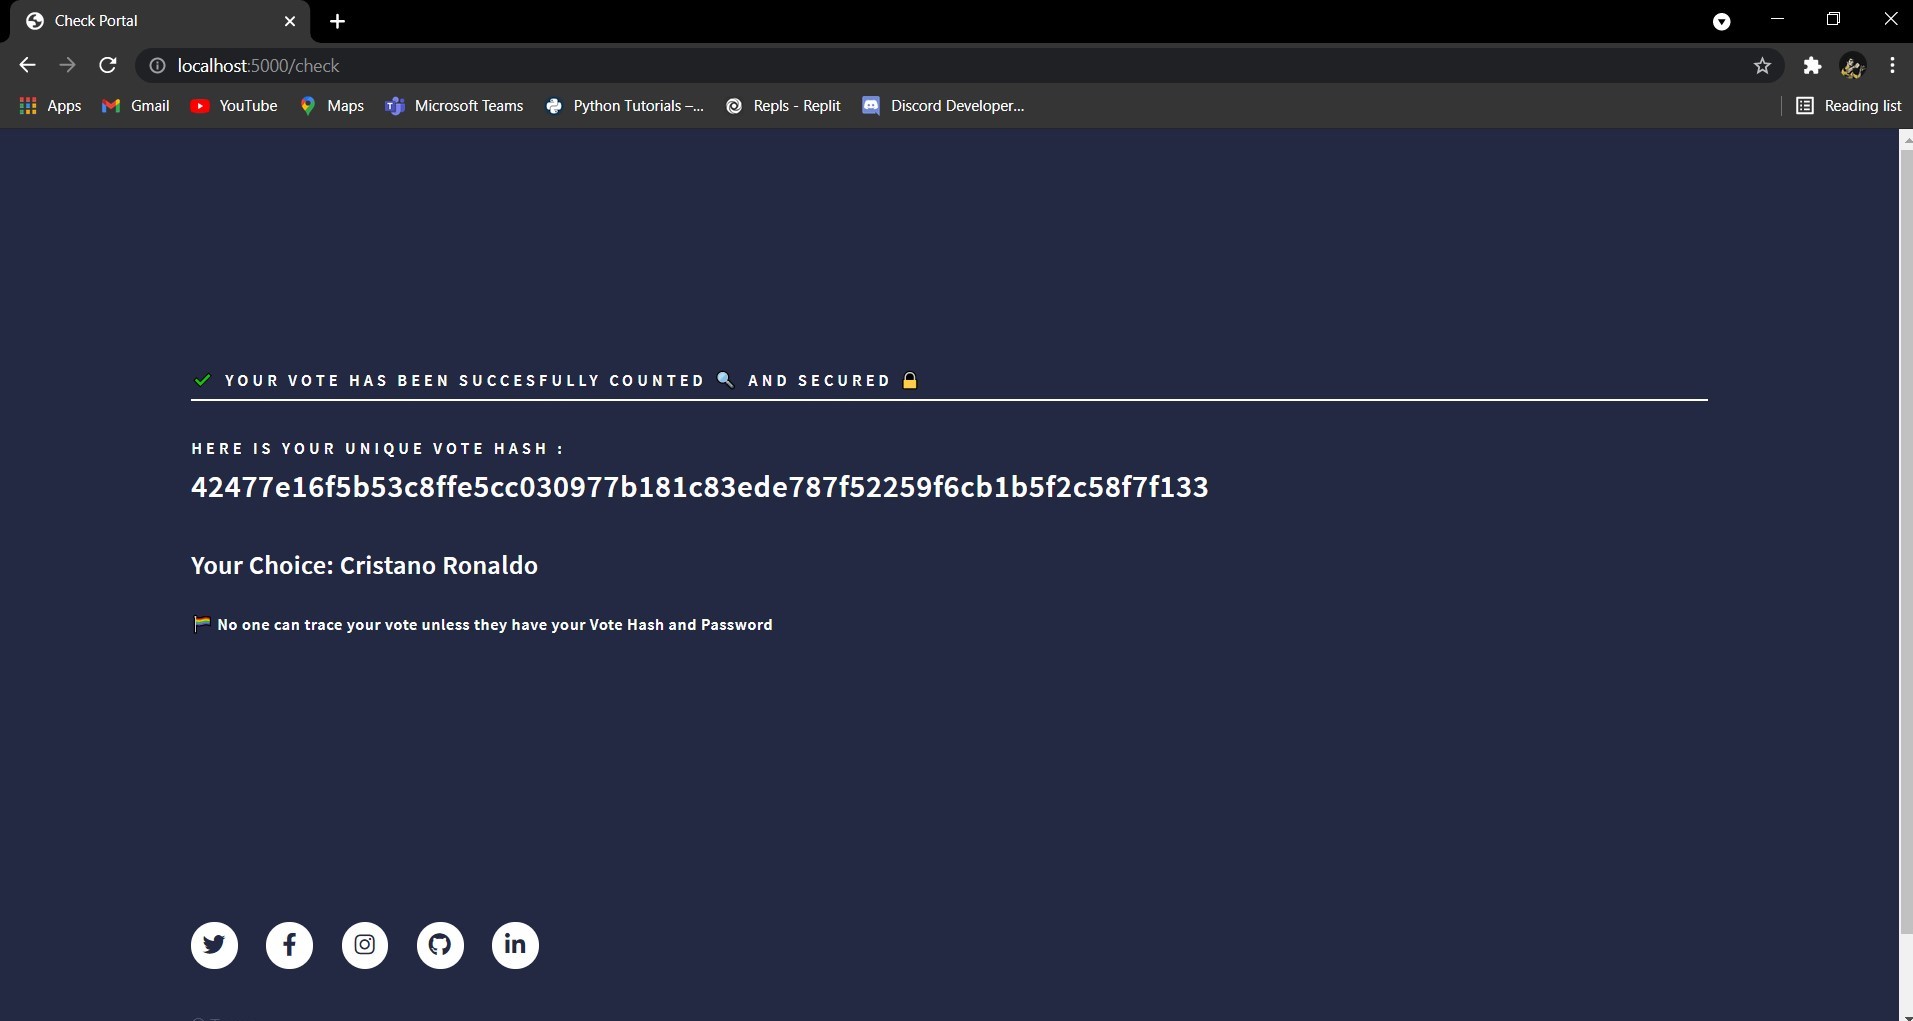 Check Portal
localhost:5000/check
Apps Gmail YouTube Maps Microsoft Teams Python Tutorials –... Repls - Replit Discord Developer... Reading list
YOUR VOTE HAS BEEN SUCCESFULLY COUNTED AND SECURED
HERE IS YOUR UNIQUE VOTE HASH :
42477e16f5b53c8ffe5cc030977b181c83ede787f52259f6cb1b5f2c58f7f133
Your Choice: Cristano Ronaldo
No one can trace your vote unless they have your Vote Hash and Password